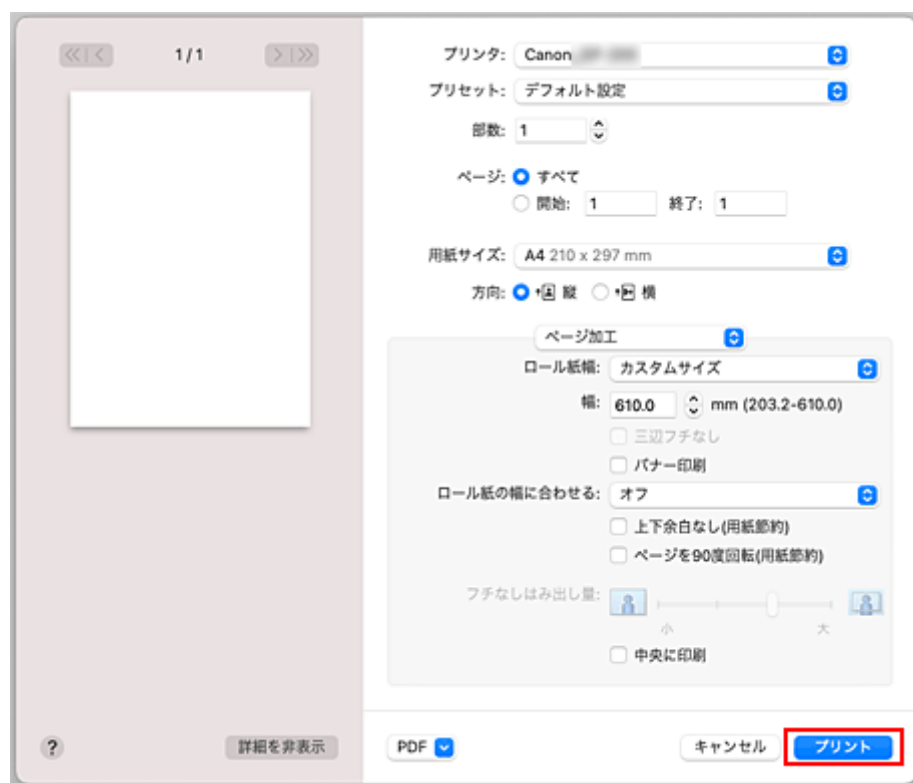 1 / 1
プリンタ: Canon
プリセット: デフォルト設定
部数: 1
ページ: すべて
開始: 1 終了: 1
用紙サイズ: A4 210 x 297 mm
方向: 縦 横
ページ加工
ロール紙幅: カスタムサイズ
幅: 610.0 mm (203.2-610.0)
三辺フチなし
バナー印刷
ロール紙の幅に合わせる: オフ
上下余白なし(用紙節約)
ページを90度回転(用紙節約)
フチなしはみ出し量:
小 大
中央に印刷
? 詳細を非表示 PDF キャンセル プリント